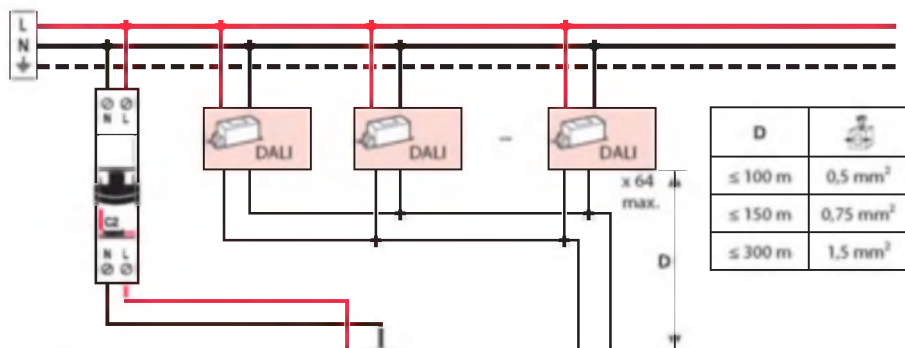 L
N
N L
C2
N L
DALI
DALI
–
DALI
x 64
max.
D
D
≤ 100 m 0,5 mm²
≤ 150 m 0,75 mm²
≤ 300 m 1,5 mm²